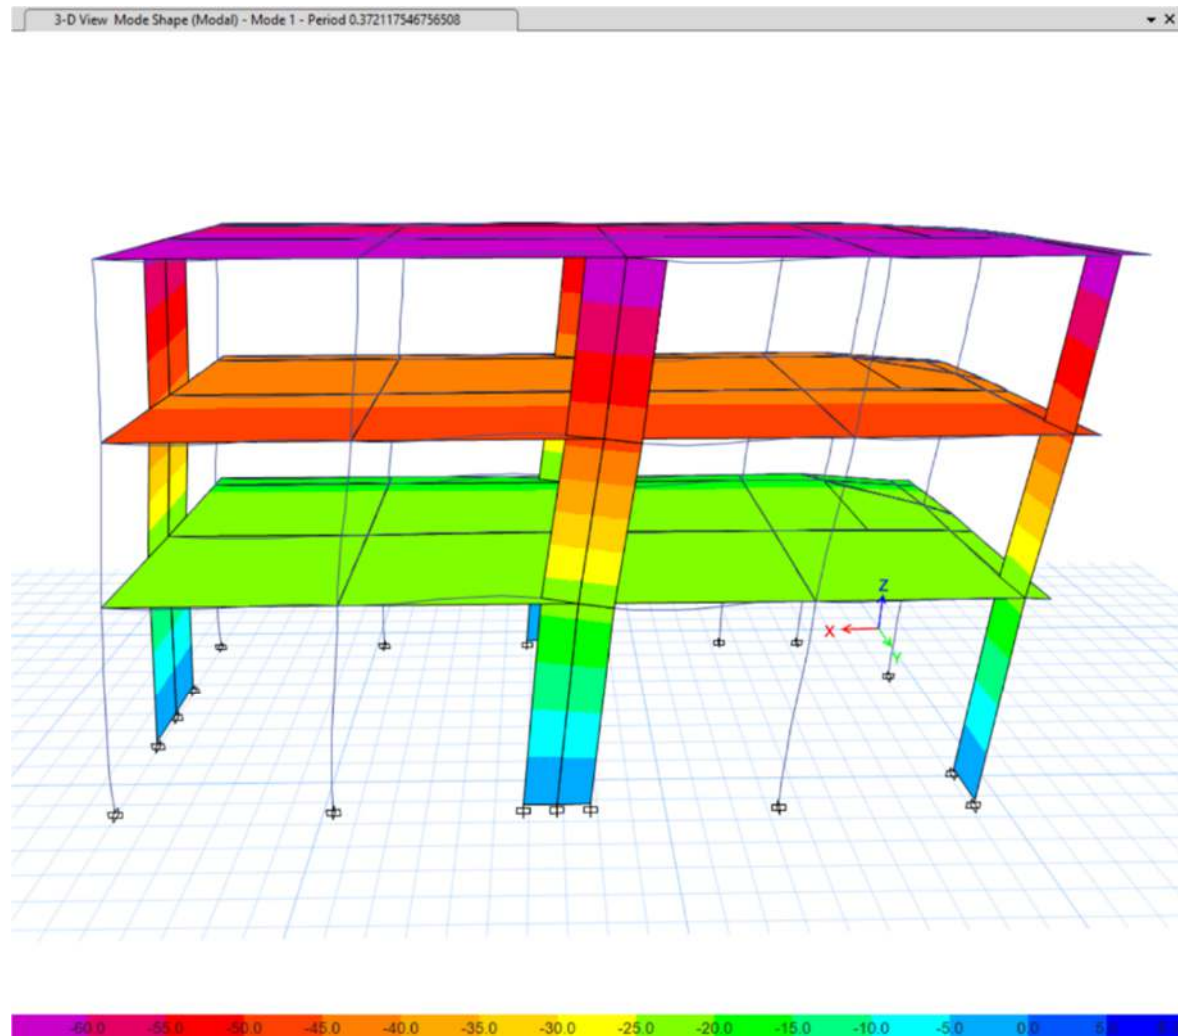 3-D View Mode Shape (Modal) - Mode 1 - Period 0.372117546756508
Z
X
Y
-60.0 -55.0 -50.0 -45.0 -40.0 -35.0 -30.0 -25.0 -20.0 -15.0 -10.0 -5.0 0.0